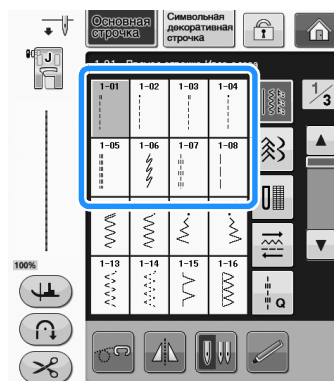 Основная
строчка
Символьная
декоративная
строчка
J
1/3
1-01 1-02 1-03 1-04
1-05 1-06 1-07 1-08
100%
1-13 1-14 1-15 1-16
Q